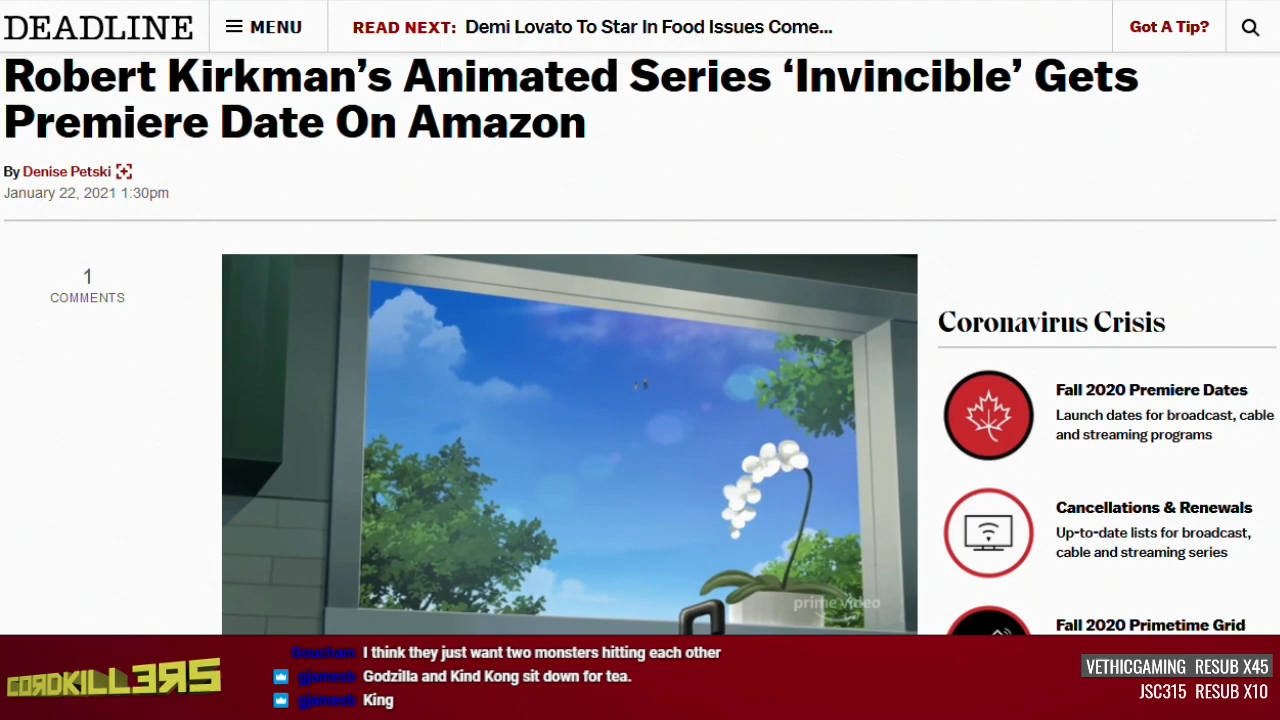 DEADLINE
MENU
READ NEXT: Demi Lovato To Star In Food Issues Come...
Got A Tip?
Robert Kirkman’s Animated Series ‘Invincible’ Gets
Premiere Date On Amazon
By Denise Petski
January 22, 2021 1:30pm
1
COMMENTS
prime video
Coronavirus Crisis
Fall 2020 Premiere Dates
Launch dates for broadcast, cable
and streaming programs
Cancellations & Renewals
Up-to-date lists for broadcast,
cable and streaming series
Fall 2020 Primetime Grid
CORDKILLERS
I think they just want two monsters hitting each other
Godzilla and Kind Kong sit down for tea.
King
VETHICGAMING RESUB X45
JSC315 RESUB X10